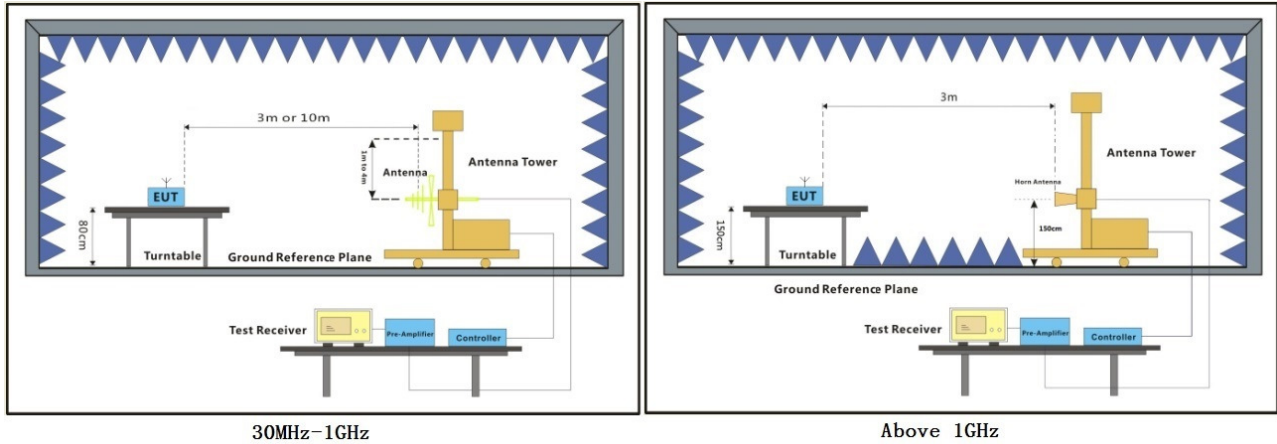 3m or 10m
1m to 4m
Antenna
Antenna Tower
EUT
80cm
Turntable
Ground Reference Plane
Test Receiver
Pre-Amplifier
Controller
30MHz-1GHz
3m
Antenna Tower
Horn Antenna
EUT
150cm
150cm
Turntable
Ground Reference Plane
Test Receiver
Pre-Amplifier
Controller
Above 1GHz